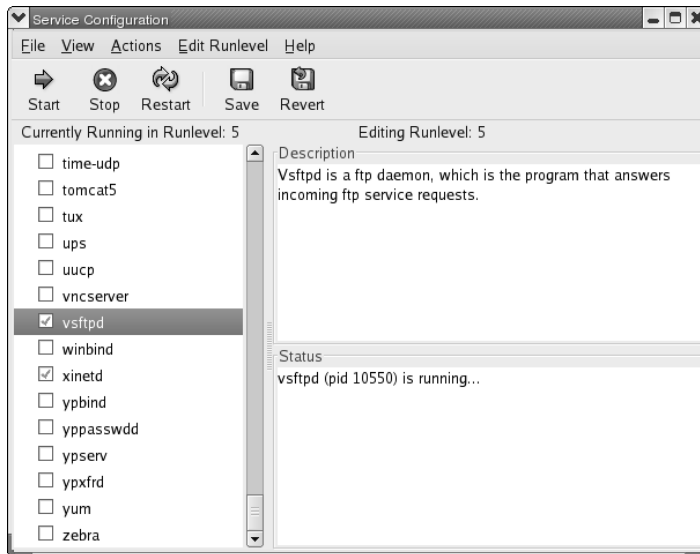 Service Configuration
File View Actions Edit Runlevel Help
Start Stop Restart Save Revert
Currently Running in Runlevel: 5 Editing Runlevel: 5
time-udp
tomcat5
tux
ups
uucp
vncserver
vsftpd
winbind
xinetd
ypbind
yppasswdd
ypserv
ypxfrd
yum
zebra
Description
Vsftpd is a ftp daemon, which is the program that answers
incoming ftp service requests.
Status
vsftpd (pid 10550) is running...